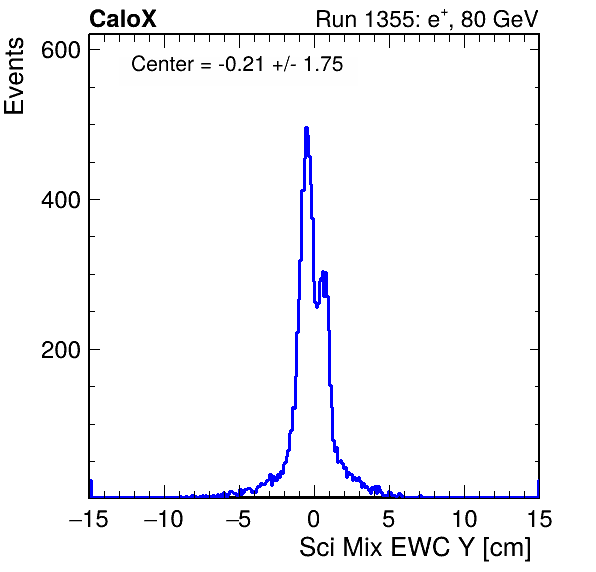 CaloX Run 1355: e⁺, 80 GeV
Center = -0.21 +/- 1.75
Events
600
400
200
−15 −10 −5 0 5 10 15
Sci Mix EWC Y [cm]